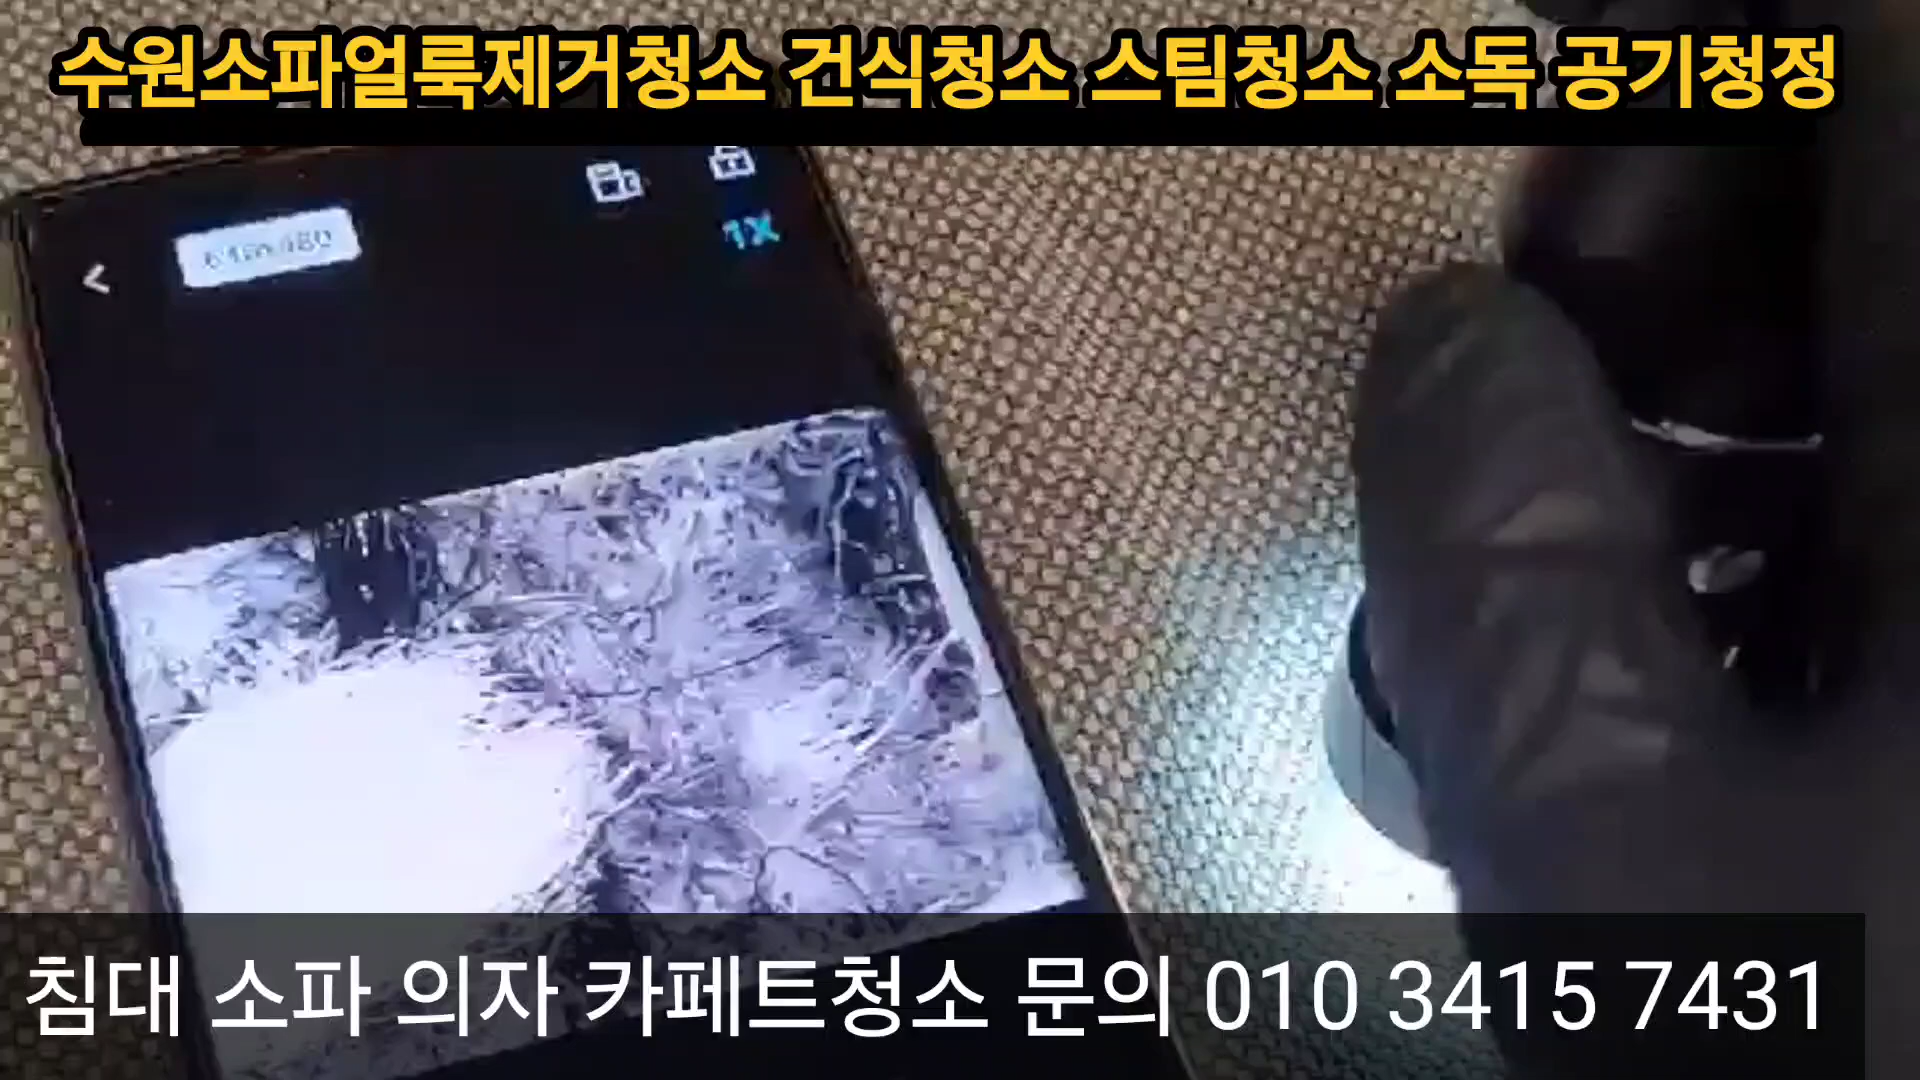 수원소파얼룩제거청소 건식청소 스팀청소 소독 공기청정
1X
침대 소파 의자 카페트청소 문의 010 3415 7431